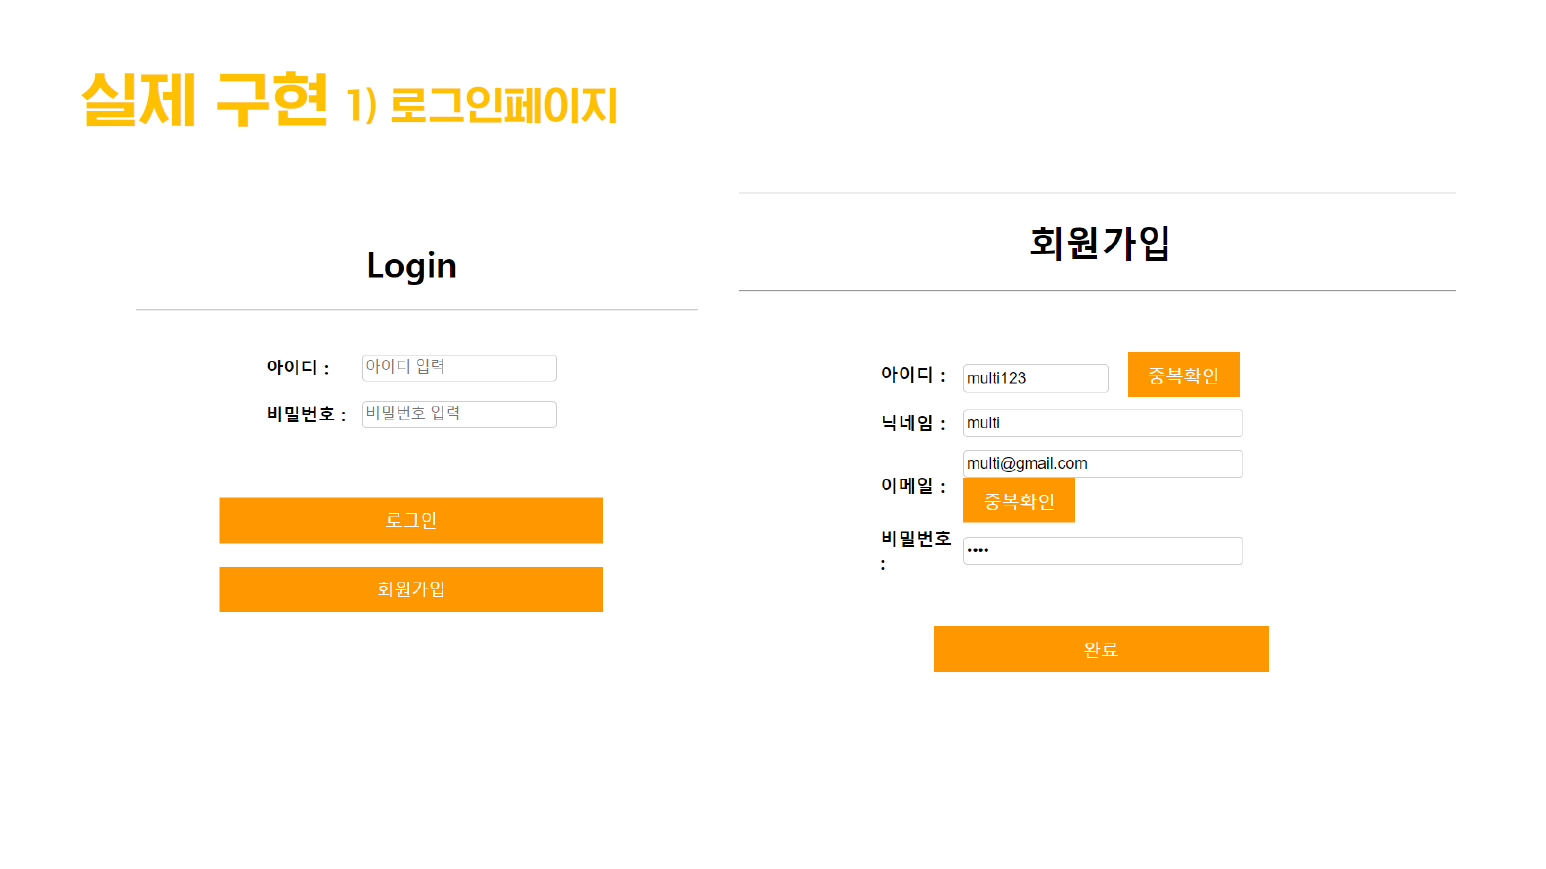 실제 구현 1) 로그인페이지
Login
아이디 : 아이디 입력
비밀번호 : 비밀번호 입력
로그인
회원가입
회원가입
아이디 : multi123 중복확인
닉네임 : multi
이메일 : multi@gmail.com
중복확인
비밀번호
: ••••
완료